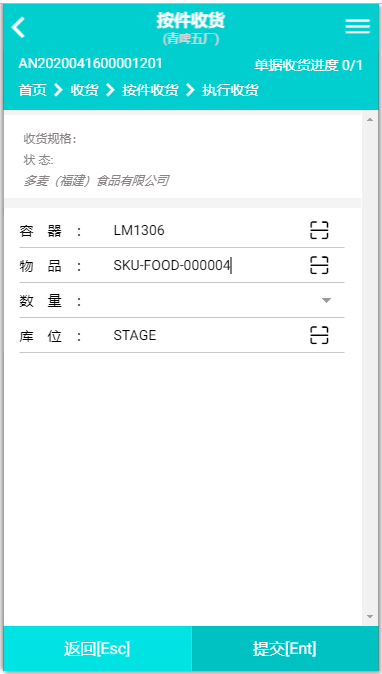 按件收货
(青啤五厂)
AN2020041600001201 单据收货进度 0/1
首页 收货 按件收货 执行收货
收货规格:
状态:
多麦（福建）食品有限公司
容 器 : LM1306
物 品 : SKU-FOOD-000004
数 量 :
库 位 : STAGE
返回[Esc] 提交[Ent]